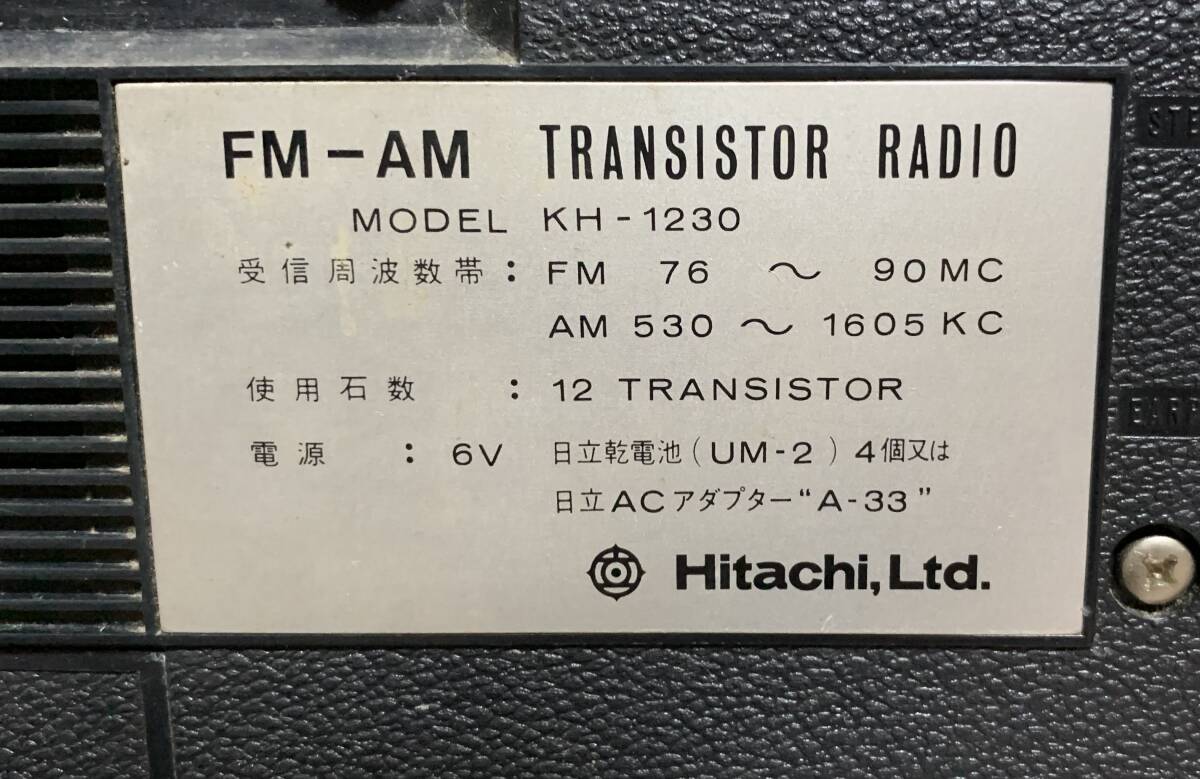 FM-AM TRANSISTOR RADIO
MODEL KH-1230
受信周波数帯: FM 76 ～ 90 MC
AM 530 ～ 1605 KC
使用石数 : 12 TRANSISTOR
電源 : 6V 日立乾電池(UM-2) 4個又は
日立ACアダプター“A-33”
Hitachi, Ltd.